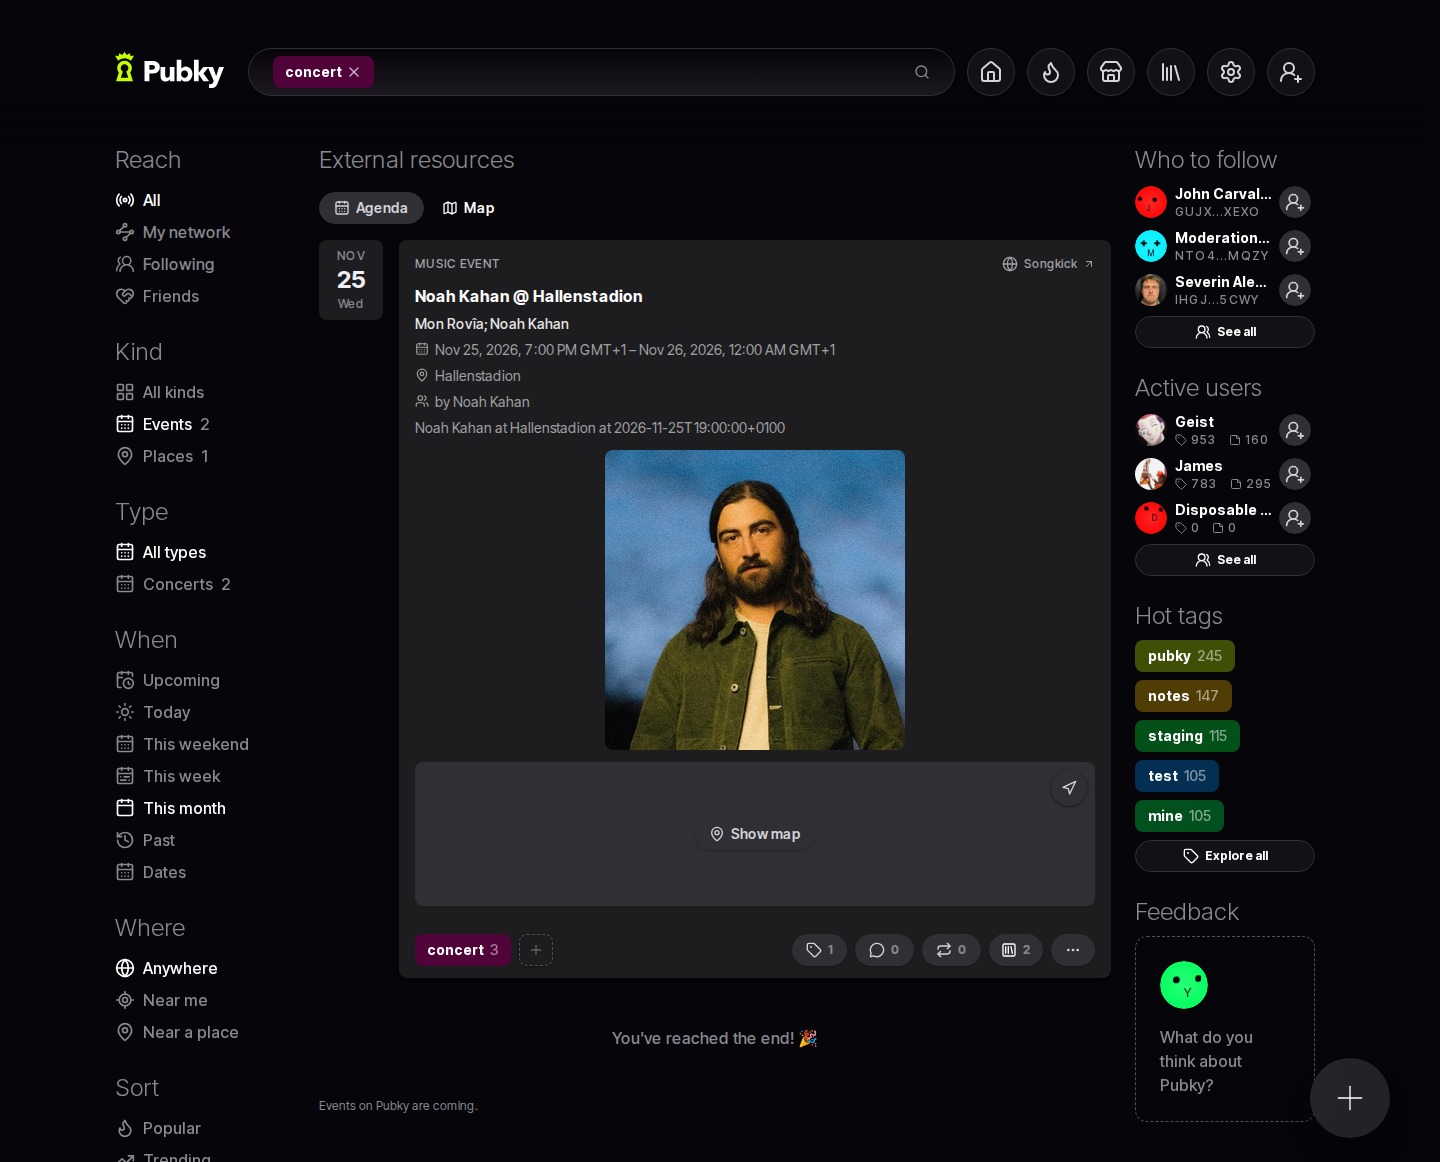 Pubky
concert
Reach
All
My network
Following
Friends
Kind
All kinds
Events 2
Places 1
Type
All types
Concerts 2
When
Upcoming
Today
This weekend
This week
This month
Past
Dates
Where
Anywhere
Near me
Near a place
Sort
Popular
Trending
External resources
Agenda
Map
NOV
25
Wed
MUSIC EVENT
Songkick
Noah Kahan @ Hallenstadion
Mon Rovîa; Noah Kahan
Nov 25, 2026, 7:00 PM GMT+1 – Nov 26, 2026, 12:00 AM GMT+1
Hallenstadion
by Noah Kahan
Noah Kahan at Hallenstadion at 2026-11-25T19:00:00+0100
Show map
concert 3
1
0
0
2
You've reached the end! 🎉
Events on Pubky are coming.
Who to follow
John Carval...
GUJX...XEXO
Moderation...
NTO4...MQZY
Severin Ale...
IHGJ...5CWY
See all
Active users
Geist
953 160
James
783 295
Disposable ...
0 0
See all
Hot tags
pubky 245
notes 147
staging 115
test 105
mine 105
Explore all
Feedback
What do you
think about
Pubky?